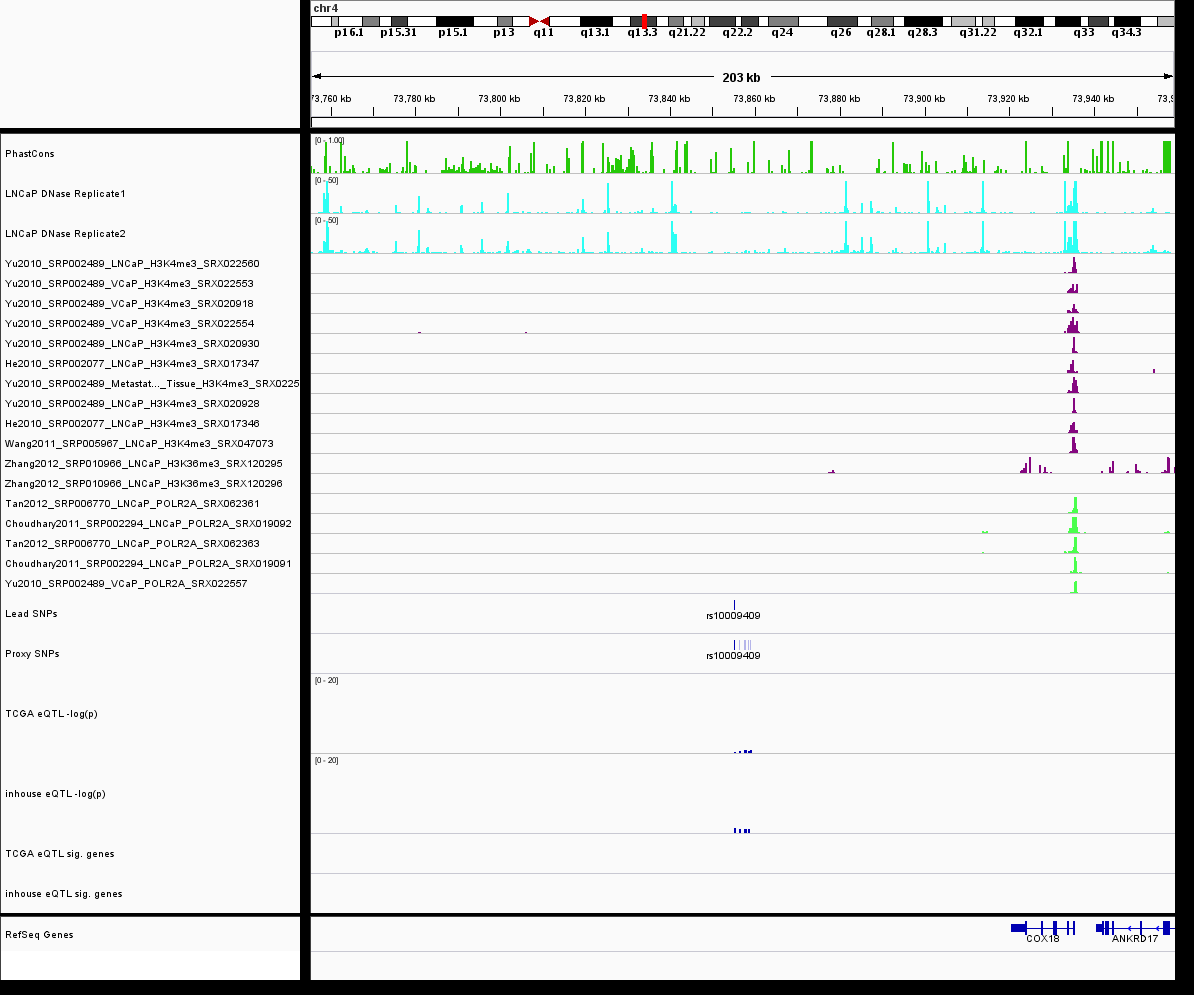 chr4
p16.1 p15.31 p15.1 p13 q11 q13.1 q13.3 q21.22 q22.2 q24 q26 q28.1 q28.3 q31.22 q32.1 q33 q34.3
203 kb
73,760 kb 73,780 kb 73,800 kb 73,820 kb 73,840 kb 73,860 kb 73,880 kb 73,900 kb 73,920 kb 73,940 kb 73,9
[0 - 1.00]
PhastCons
[0 - 50]
LNCaP DNase Replicate1
[0 - 50]
LNCaP DNase Replicate2
Yu2010_SRP002489_LNCaP_H3K4me3_SRX022560
Yu2010_SRP002489_VCaP_H3K4me3_SRX022553
Yu2010_SRP002489_VCaP_H3K4me3_SRX020918
Yu2010_SRP002489_VCaP_H3K4me3_SRX022554
Yu2010_SRP002489_LNCaP_H3K4me3_SRX020930
He2010_SRP002077_LNCaP_H3K4me3_SRX017347
Yu2010_SRP002489_Metastat..._Tissue_H3K4me3_SRX0225
Yu2010_SRP002489_LNCaP_H3K4me3_SRX020928
He2010_SRP002077_LNCaP_H3K4me3_SRX017346
Wang2011_SRP005967_LNCaP_H3K4me3_SRX047073
Zhang2012_SRP010966_LNCaP_H3K36me3_SRX120295
Zhang2012_SRP010966_LNCaP_H3K36me3_SRX120296
Tan2012_SRP006770_LNCaP_POLR2A_SRX062361
Choudhary2011_SRP002294_LNCaP_POLR2A_SRX019092
Tan2012_SRP006770_LNCaP_POLR2A_SRX062363
Choudhary2011_SRP002294_LNCaP_POLR2A_SRX019091
Yu2010_SRP002489_VCaP_POLR2A_SRX022557
Lead SNPs
rs10009409
Proxy SNPs
rs10009409
[0 - 20]
TCGA eQTL -log(p)
[0 - 20]
inhouse eQTL -log(p)
TCGA eQTL sig. genes
inhouse eQTL sig. genes
RefSeq Genes
COX18 ANKRD17